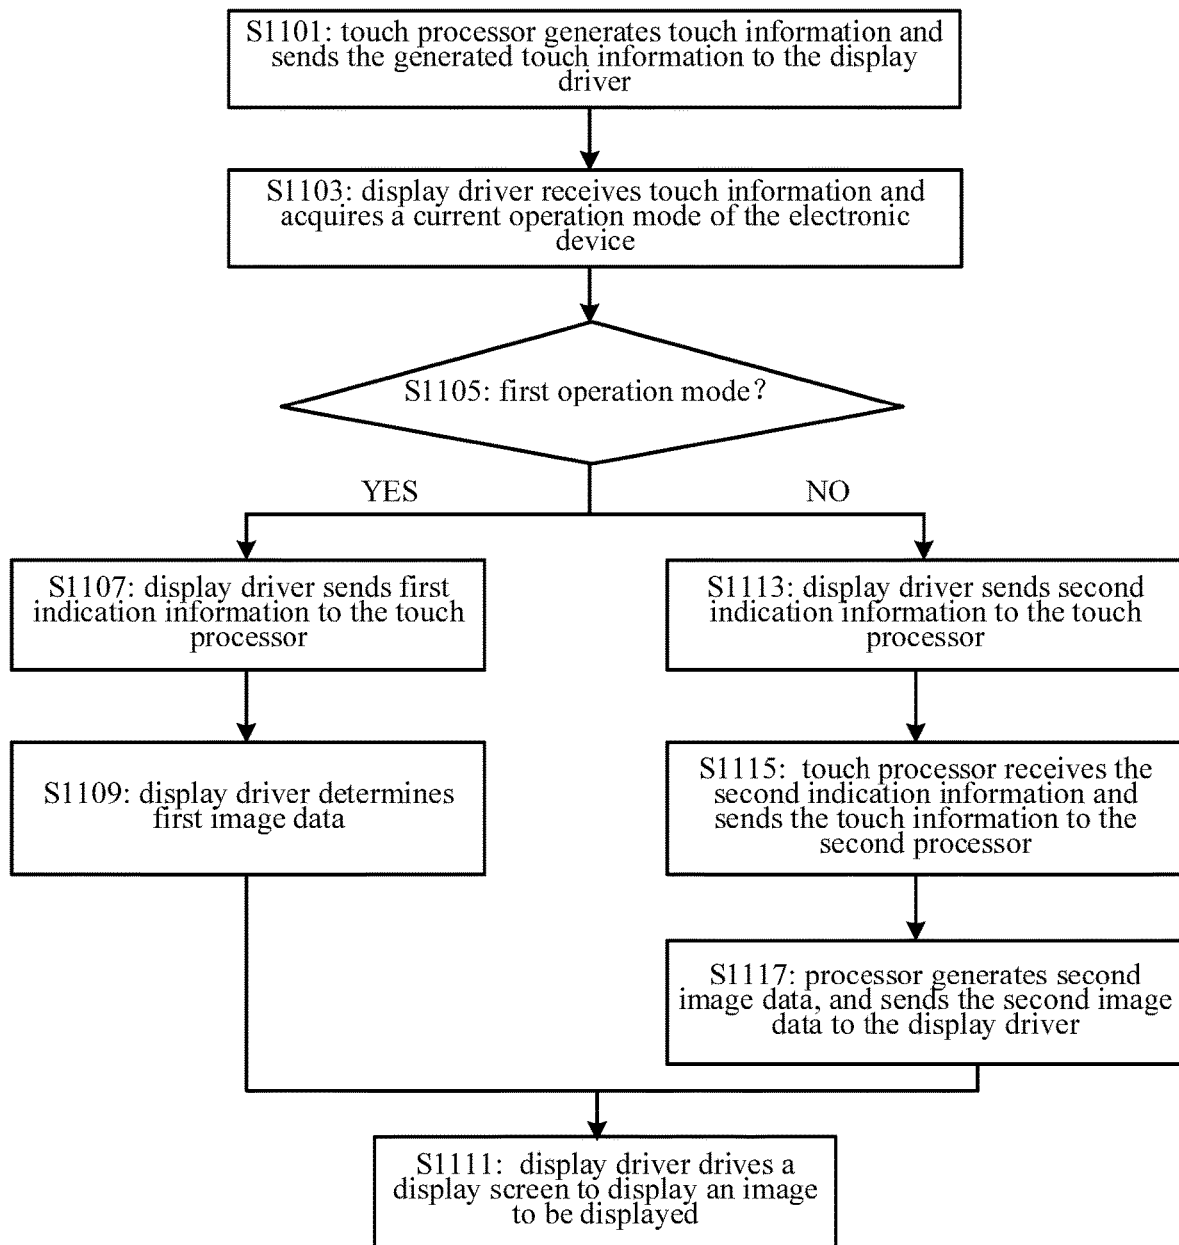 S1101: touch processor generates touch information and
sends the generated touch information to the display
driver
S1103: display driver receives touch information and
acquires a current operation mode of the electronic
device
S1105: first operation mode?
YES
NO
S1107: display driver sends first
indication information to the touch
processor
S1113: display driver sends second
indication information to the touch
processor
S1109: display driver determines
first image data
S1115: touch processor receives the
second indication information and
sends the touch information to the
second processor
S1117: processor generates second
image data, and sends the second image
data to the display driver
S1111: display driver drives a
display screen to display an image
to be displayed